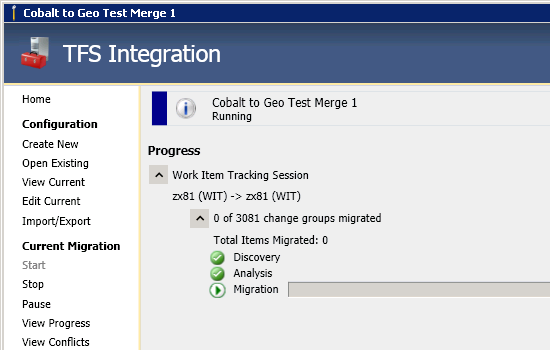 Cobalt to Geo Test Merge 1
TFS Integration
Home
Configuration
Create New
Open Existing
View Current
Edit Current
Import/Export
Current Migration
Start
Stop
Pause
View Progress
View Conflicts
Cobalt to Geo Test Merge 1
Running
Progress
Work Item Tracking Session
zx81 (WIT) -> zx81 (WIT)
0 of 3081 change groups migrated
Total Items Migrated: 0
Discovery
Analysis
Migration